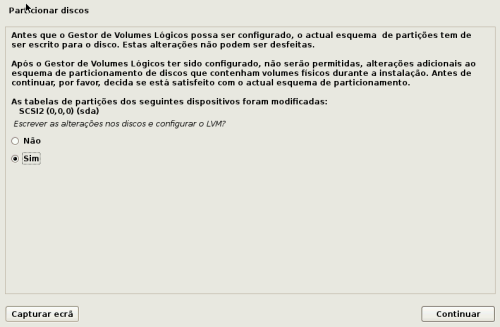 Particionar discos
Antes que o Gestor de Volumes Lógicos possa ser configurado, o actual esquema de partições tem de
ser escrito para o disco. Estas alterações não podem ser desfeitas.
Após o Gestor de Volumes Lógicos ter sido configurado, não serão permitidas, alterações adicionais ao
esquema de particionamento de discos que contenham volumes físicos durante a instalação. Antes de
continuar, por favor, decida se está satisfeito com o actual esquema de particionamento.
As tabelas de partições dos seguintes dispositivos foram modificadas:
SCSI2 (0,0,0) (sda)
Escrever as alterações nos discos e configurar o LVM?
Não
Sim
Capturar ecrã
Continuar